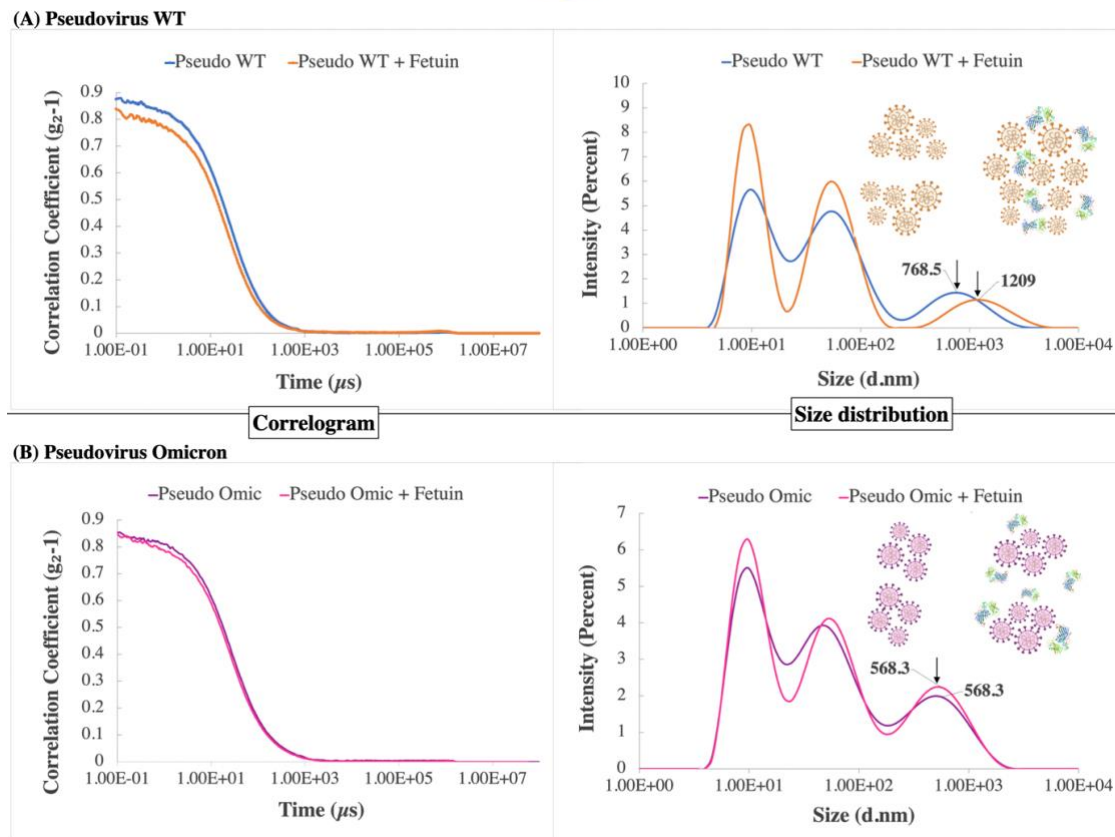 (A) Pseudovirus WT
Pseudo WT Pseudo WT + Fetuin
Correlation Coefficient (g₂-1)
0.9
0.8
0.7
0.6
0.5
0.4
0.3
0.2
0.1
0
1.00E-01 1.00E+01 1.00E+03 1.00E+05 1.00E+07
Time (µs)
Pseudo WT Pseudo WT + Fetuin
Intensity (Percent)
10
9
8
7
6
5
4
3
2
1
0
768.5
1209
1.00E+00 1.00E+01 1.00E+02 1.00E+03 1.00E+04
Size (d.nm)
Correlogram
Size distribution
(B) Pseudovirus Omicron
Pseudo Omic Pseudo Omic + Fetuin
Correlation Coefficient (g₂-1)
0.9
0.8
0.7
0.6
0.5
0.4
0.3
0.2
0.1
0
1.00E-01 1.00E+01 1.00E+03 1.00E+05 1.00E+07
Time (µs)
Pseudo Omic Pseudo Omic + Fetuin
Intensity (Percent)
7
6
5
4
3
2
1
0
568.3
568.3
1.00E+00 1.00E+01 1.00E+02 1.00E+03 1.00E+04
Size (d.nm)